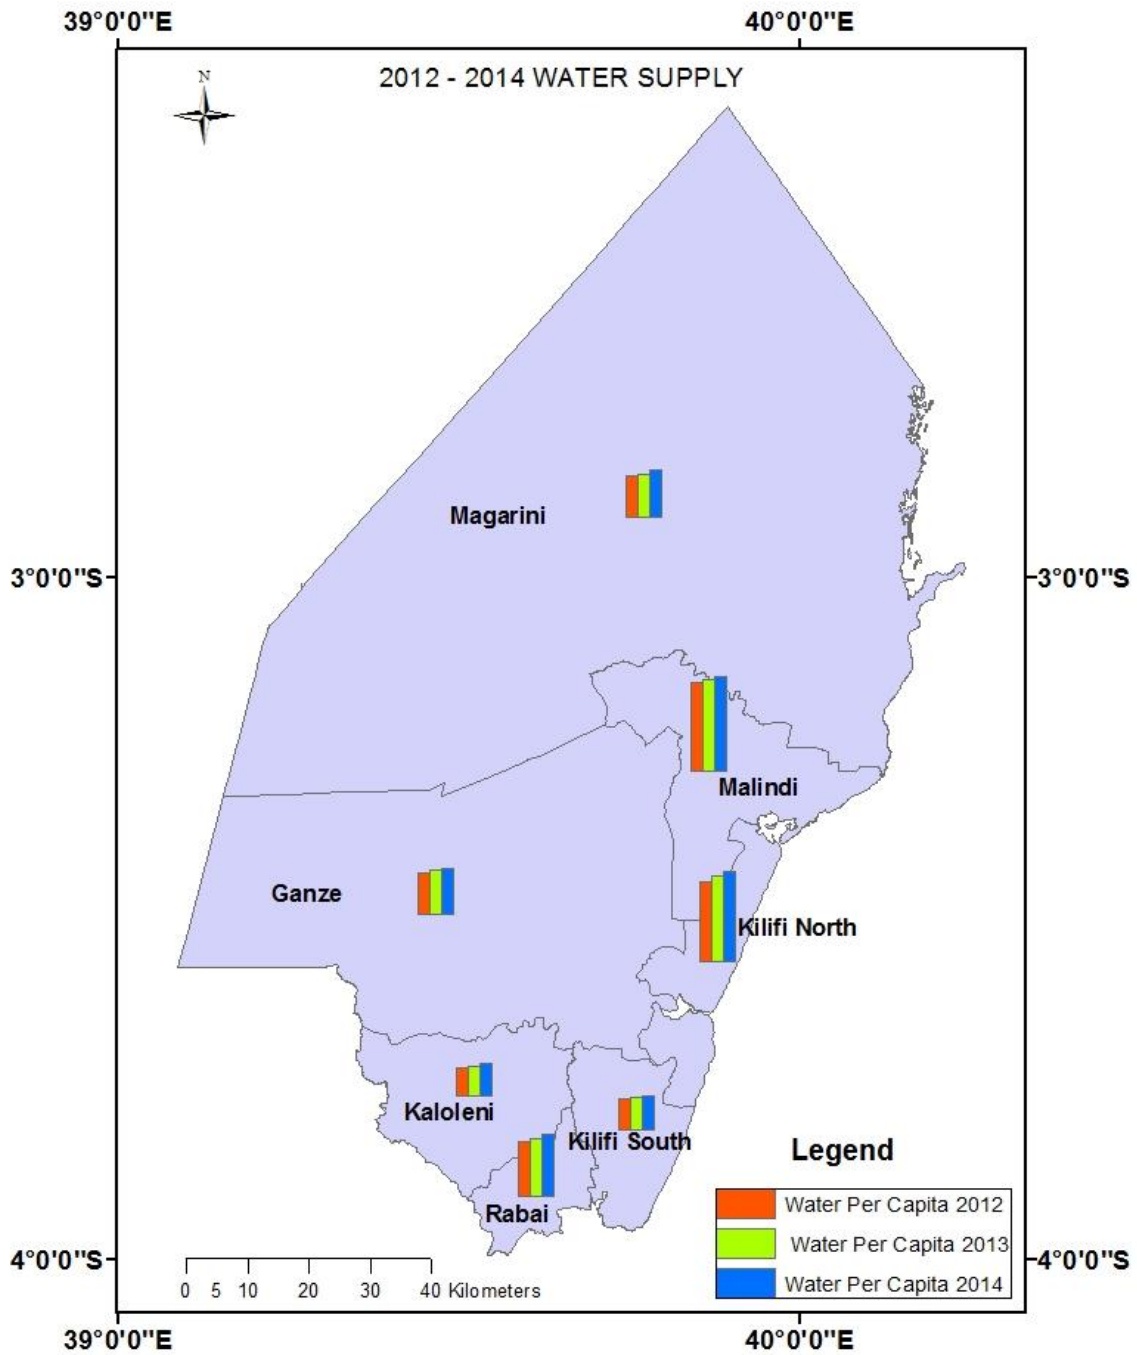 39°0'0"E 40°0'0"E
N
2012 - 2014 WATER SUPPLY
Magarini
3°0'0"S 3°0'0"S
Malindi
Ganze
Kilifi North
Kaloleni
Kilifi South
Rabai
Legend
Water Per Capita 2012
Water Per Capita 2013
Water Per Capita 2014
4°0'0"S 4°0'0"S
0 5 10 20 30 40 Kilometers
39°0'0"E 40°0'0"E